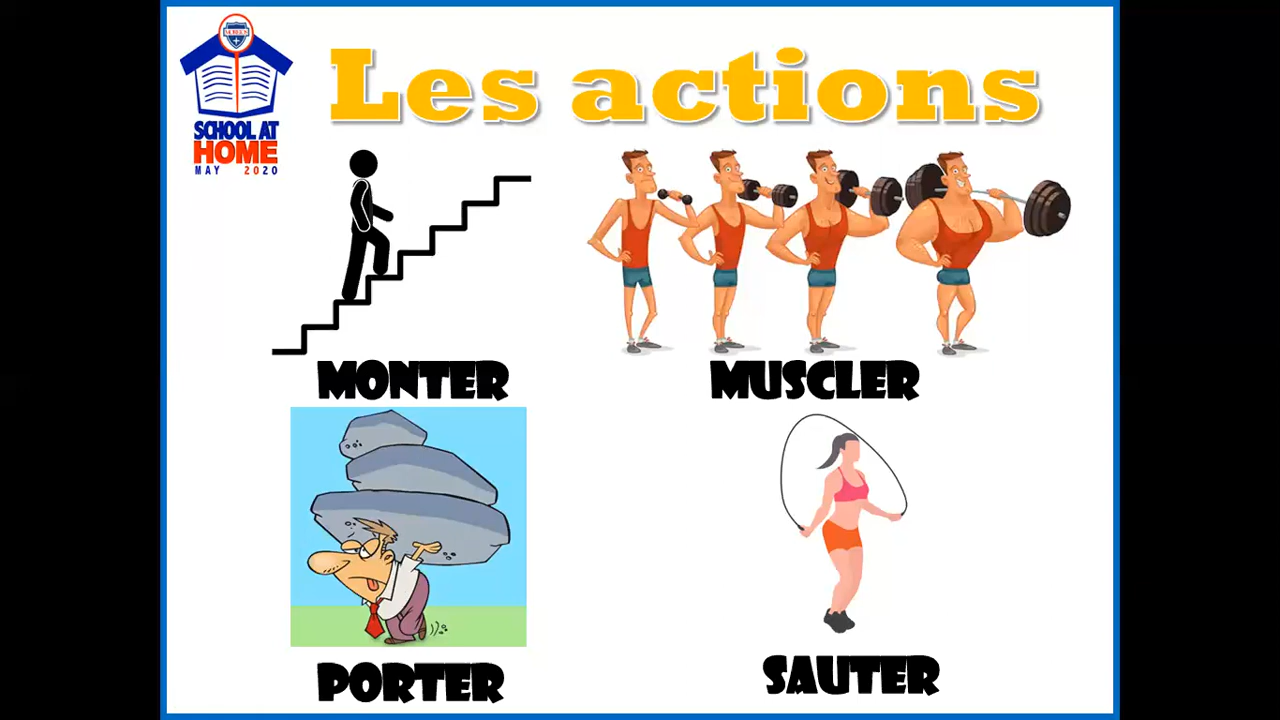 Les actions
SCHOOL AT
HOME
MAY 2020
MONTER
MUSCLER
PORTER
SAUTER